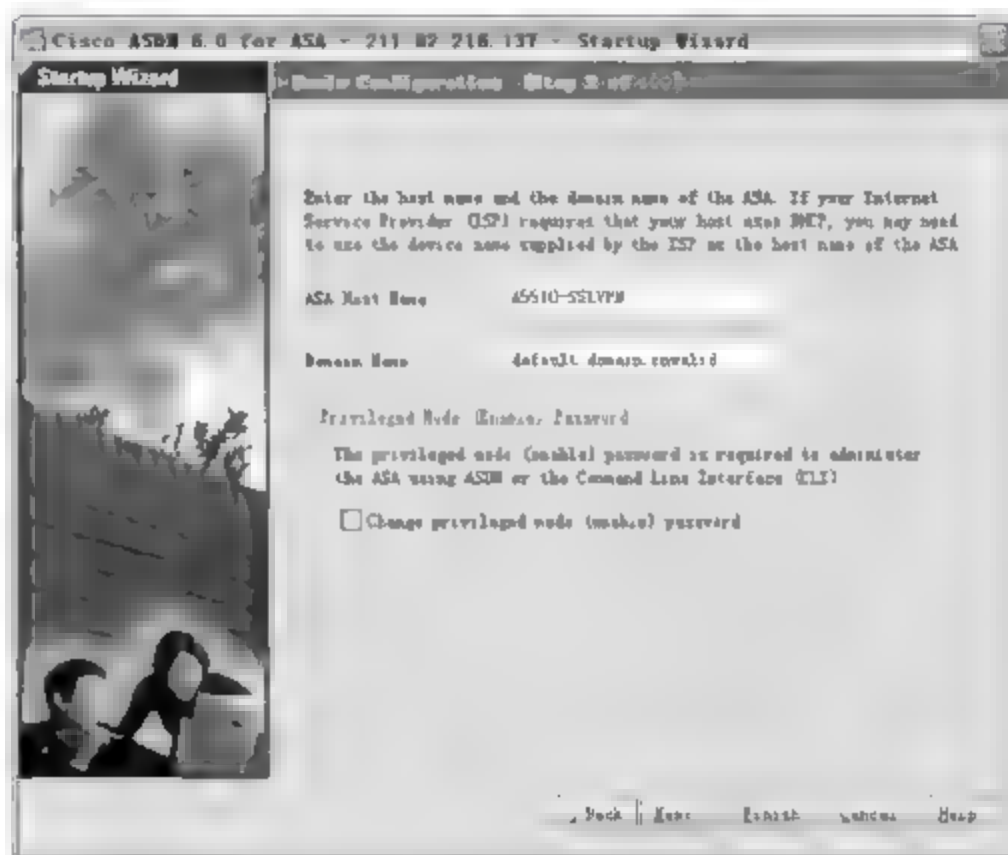 Cisco ASDM 6.0 for ASA - 211 82 216.137 - Startup Wizard
Startup Wizard
Basic Configuration Step 2 of
Enter the host name and the domain name of the ASA. If your Internet
Service Provider (ISP) requires that your host uses DHCP, you may need
to use the device name supplied by the ISP as the host name of the ASA
ASA Host Name
Domain Name
default domain.invalid
Privileged Mode (Enable) Password
The privileged mode (enable) password is required to administer
the ASA using ASDM or the Command Line Interface (CLI)
Change privileged mode (enable) password
Back
Next
Finish
Cancel
Help